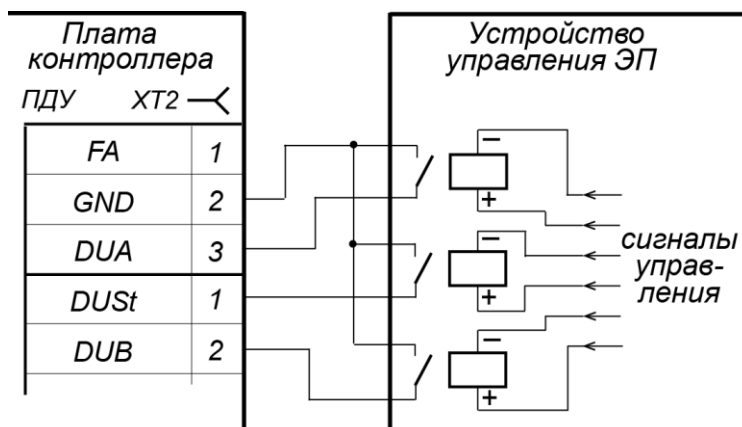 Плата
контроллера
ПДУ XT2
FA 1
GND 2
DUA 3
DUSt 1
DUB 2
Устройство
управления ЭП
−
+
−
+
−
+
сигналы
управ-
ления